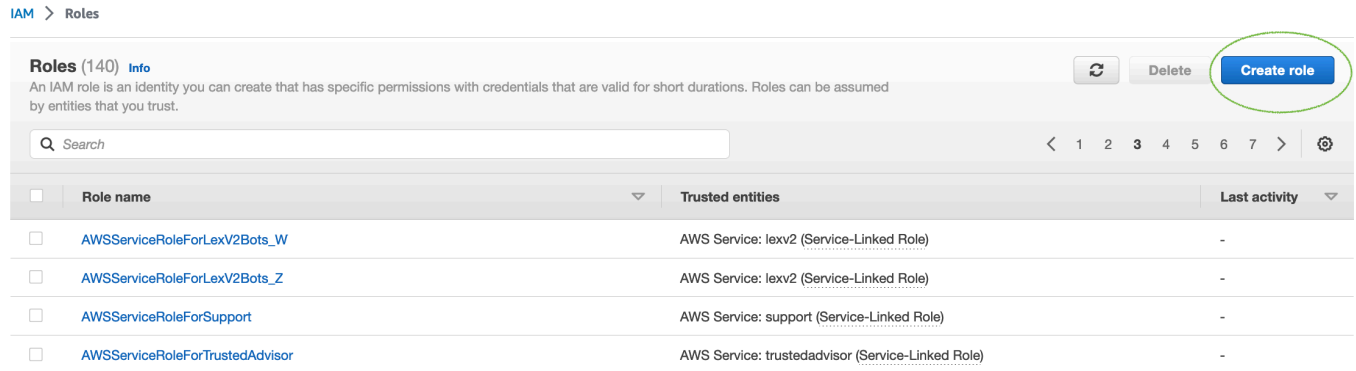 IAM > Roles
Roles (140) Info
Delete
Create role
An IAM role is an identity you can create that has specific permissions with credentials that are valid for short durations. Roles can be assumed
by entities that you trust.
Search
1 2 3 4 5 6 7
Role name Trusted entities Last activity
AWSServiceRoleForLexV2Bots_W AWS Service: lexv2 (Service-Linked Role) -
AWSServiceRoleForLexV2Bots_Z AWS Service: lexv2 (Service-Linked Role) -
AWSServiceRoleForSupport AWS Service: support (Service-Linked Role) -
AWSServiceRoleForTrustedAdvisor AWS Service: trustedadvisor (Service-Linked Role) -